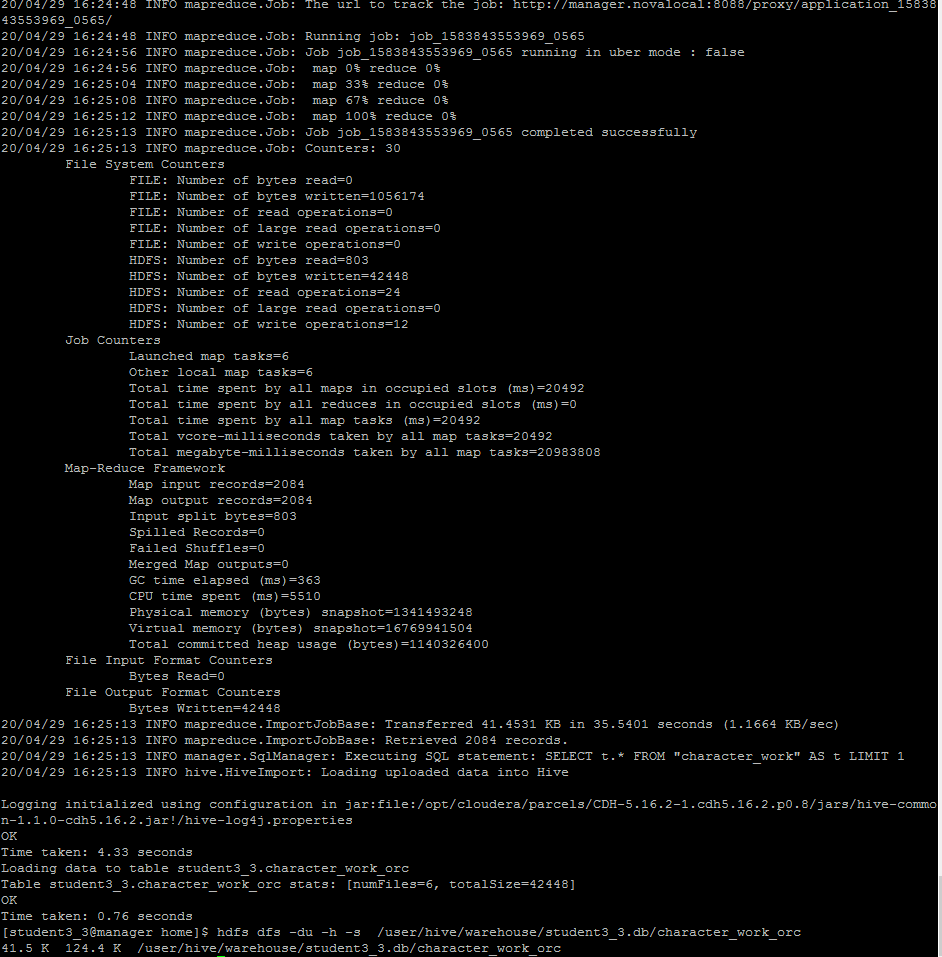 20/04/29 16:24:48 INFO mapreduce.Job: The url to track the job: http://manager.novalocal:8088/proxy/application_15838
43553969_0565/
20/04/29 16:24:48 INFO mapreduce.Job: Running job: job_1583843553969_0565
20/04/29 16:24:56 INFO mapreduce.Job: Job job_1583843553969_0565 running in uber mode : false
20/04/29 16:24:56 INFO mapreduce.Job:  map 0% reduce 0%
20/04/29 16:25:04 INFO mapreduce.Job:  map 33% reduce 0%
20/04/29 16:25:08 INFO mapreduce.Job:  map 67% reduce 0%
20/04/29 16:25:12 INFO mapreduce.Job:  map 100% reduce 0%
20/04/29 16:25:13 INFO mapreduce.Job: Job job_1583843553969_0565 completed successfully
20/04/29 16:25:13 INFO mapreduce.Job: Counters: 30
        File System Counters
                FILE: Number of bytes read=0
                FILE: Number of bytes written=1056174
                FILE: Number of read operations=0
                FILE: Number of large read operations=0
                FILE: Number of write operations=0
                HDFS: Number of bytes read=803
                HDFS: Number of bytes written=42448
                HDFS: Number of read operations=24
                HDFS: Number of large read operations=0
                HDFS: Number of write operations=12
        Job Counters
                Launched map tasks=6
                Other local map tasks=6
                Total time spent by all maps in occupied slots (ms)=20492
                Total time spent by all reduces in occupied slots (ms)=0
                Total time spent by all map tasks (ms)=20492
                Total vcore-milliseconds taken by all map tasks=20492
                Total megabyte-milliseconds taken by all map tasks=20983808
        Map-Reduce Framework
                Map input records=2084
                Map output records=2084
                Input split bytes=803
                Spilled Records=0
                Failed Shuffles=0
                Merged Map outputs=0
                GC time elapsed (ms)=363
                CPU time spent (ms)=5510
                Physical memory (bytes) snapshot=1341493248
                Virtual memory (bytes) snapshot=16769941504
                Total committed heap usage (bytes)=1140326400
        File Input Format Counters
                Bytes Read=0
        File Output Format Counters
                Bytes Written=42448
20/04/29 16:25:13 INFO mapreduce.ImportJobBase: Transferred 41.4531 KB in 35.5401 seconds (1.1664 KB/sec)
20/04/29 16:25:13 INFO mapreduce.ImportJobBase: Retrieved 2084 records.
20/04/29 16:25:13 INFO manager.SqlManager: Executing SQL statement: SELECT t.* FROM "character_work" AS t LIMIT 1
20/04/29 16:25:13 INFO hive.HiveImport: Loading uploaded data into Hive

Logging initialized using configuration in jar:file:/opt/cloudera/parcels/CDH-5.16.2-1.cdh5.16.2.p0.8/jars/hive-commo
n-1.1.0-cdh5.16.2.jar!/hive-log4j.properties
OK
Time taken: 4.33 seconds
Loading data to table student3_3.character_work_orc
Table student3_3.character_work_orc stats: [numFiles=6, totalSize=42448]
OK
Time taken: 0.76 seconds
[student3_3@manager home]$ hdfs dfs -du -h -s  /user/hive/warehouse/student3_3.db/character_work_orc
41.5 K  124.4 K  /user/hive/warehouse/student3_3.db/character_work_orc